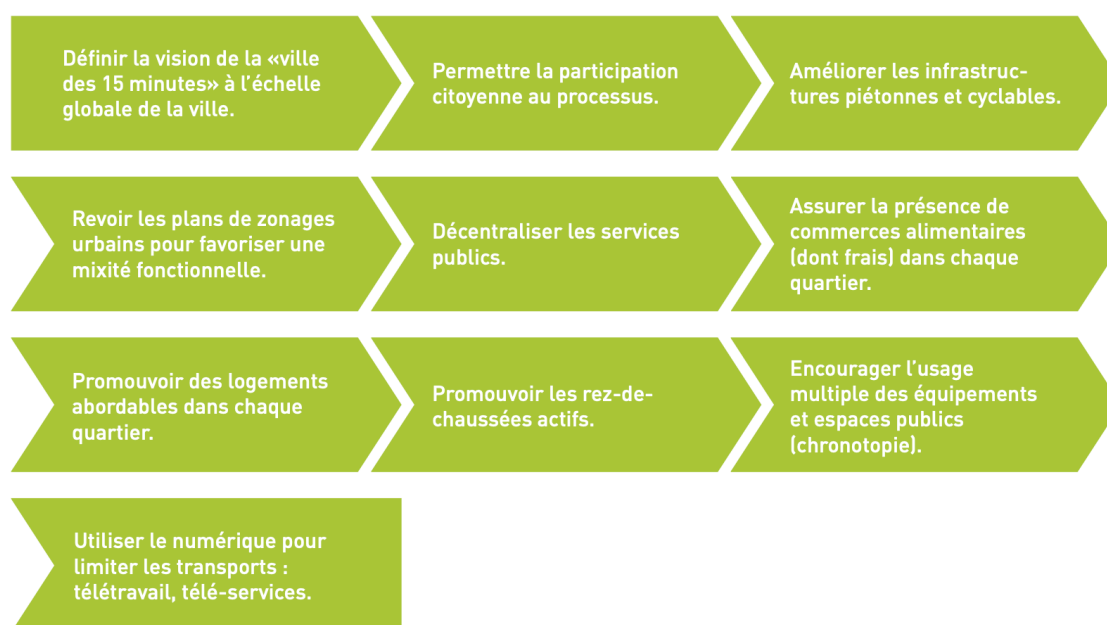 Définir la vision de la «ville
des 15 minutes» à l'échelle
globale de la ville.
Permettre la participation
citoyenne au processus.
Améliorer les infrastruc-
tures piétonnes et cyclables.
Revoir les plans de zonages
urbains pour favoriser une
mixité fonctionnelle.
Décentraliser les services
publics.
Assurer la présence de
commerces alimentaires
(dont frais) dans chaque
quartier.
Promouvoir des logements
abordables dans chaque
quartier.
Promouvoir les rez-de-
chaussées actifs.
Encourager l'usage
multiple des équipements
et espaces publics
(chronotopie).
Utiliser le numérique pour
limiter les transports :
télétravail, télé-services.